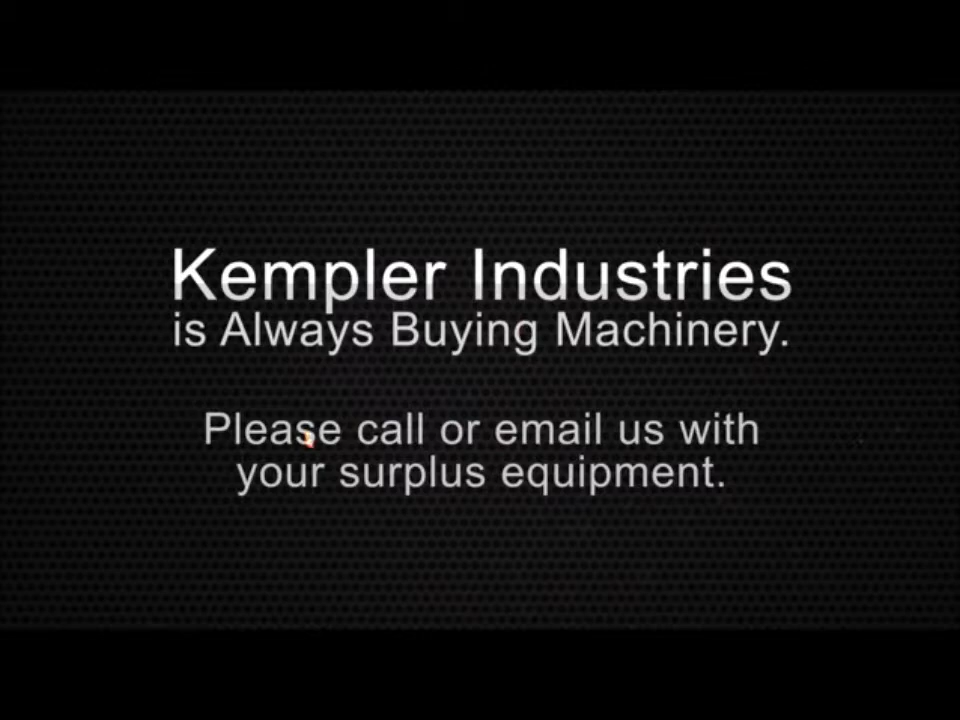 Kempler Industries
is Always Buying Machinery.
Please call or email us with
your surplus equipment.